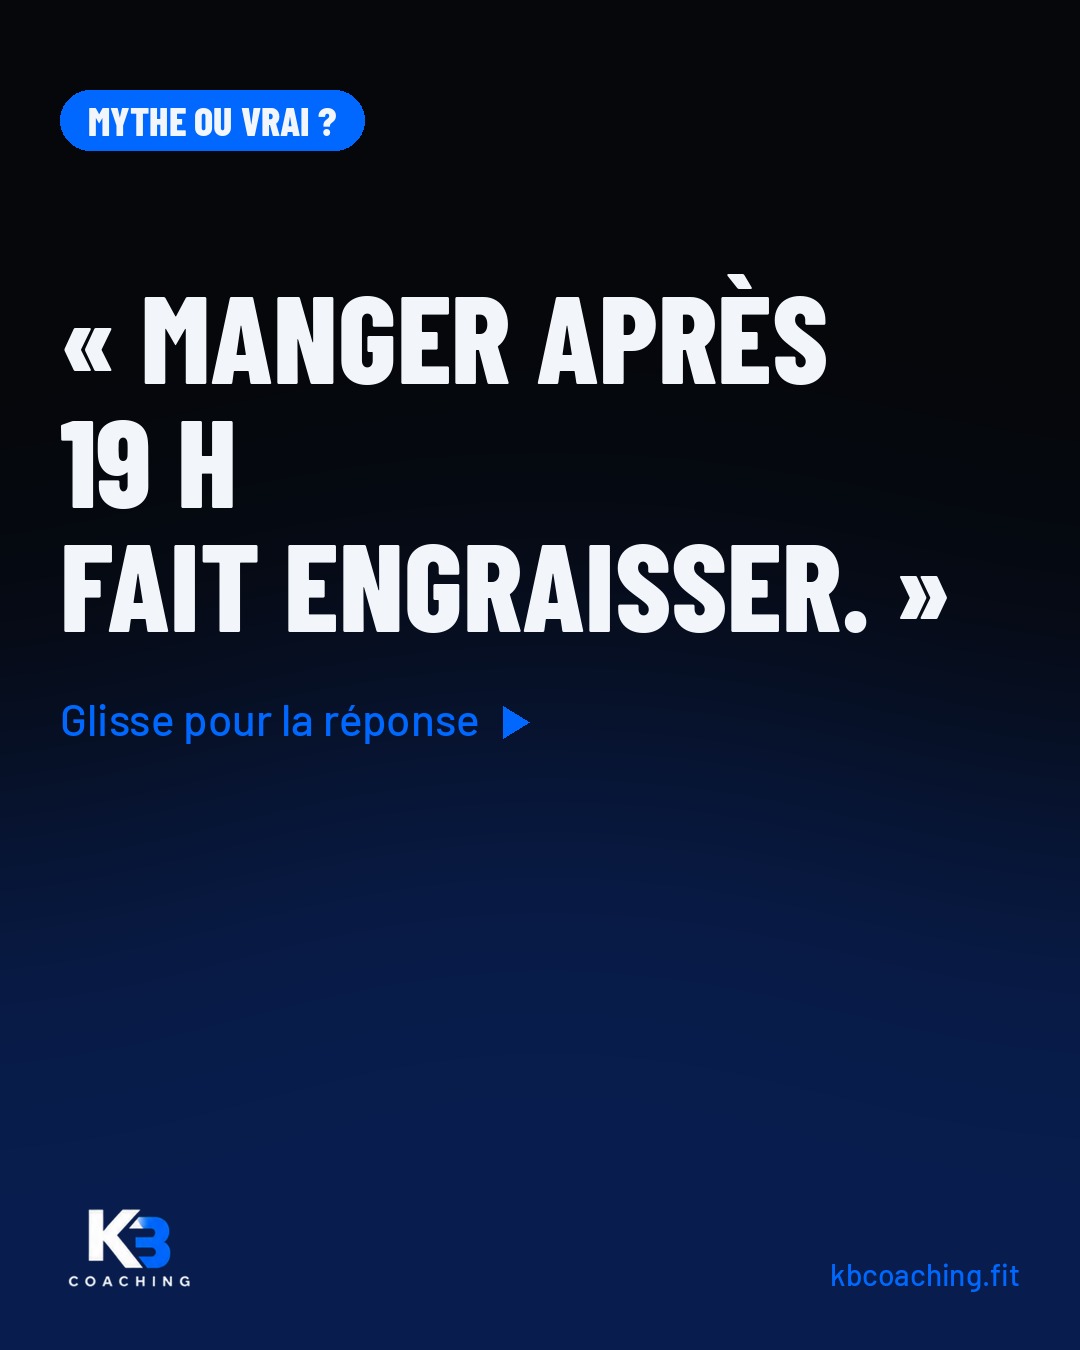 MYTHE OU VRAI ?
« MANGER APRÈS
19 H
FAIT ENGRAISSER. »
Glisse pour la réponse
KB
COACHING
kbcoaching.fit